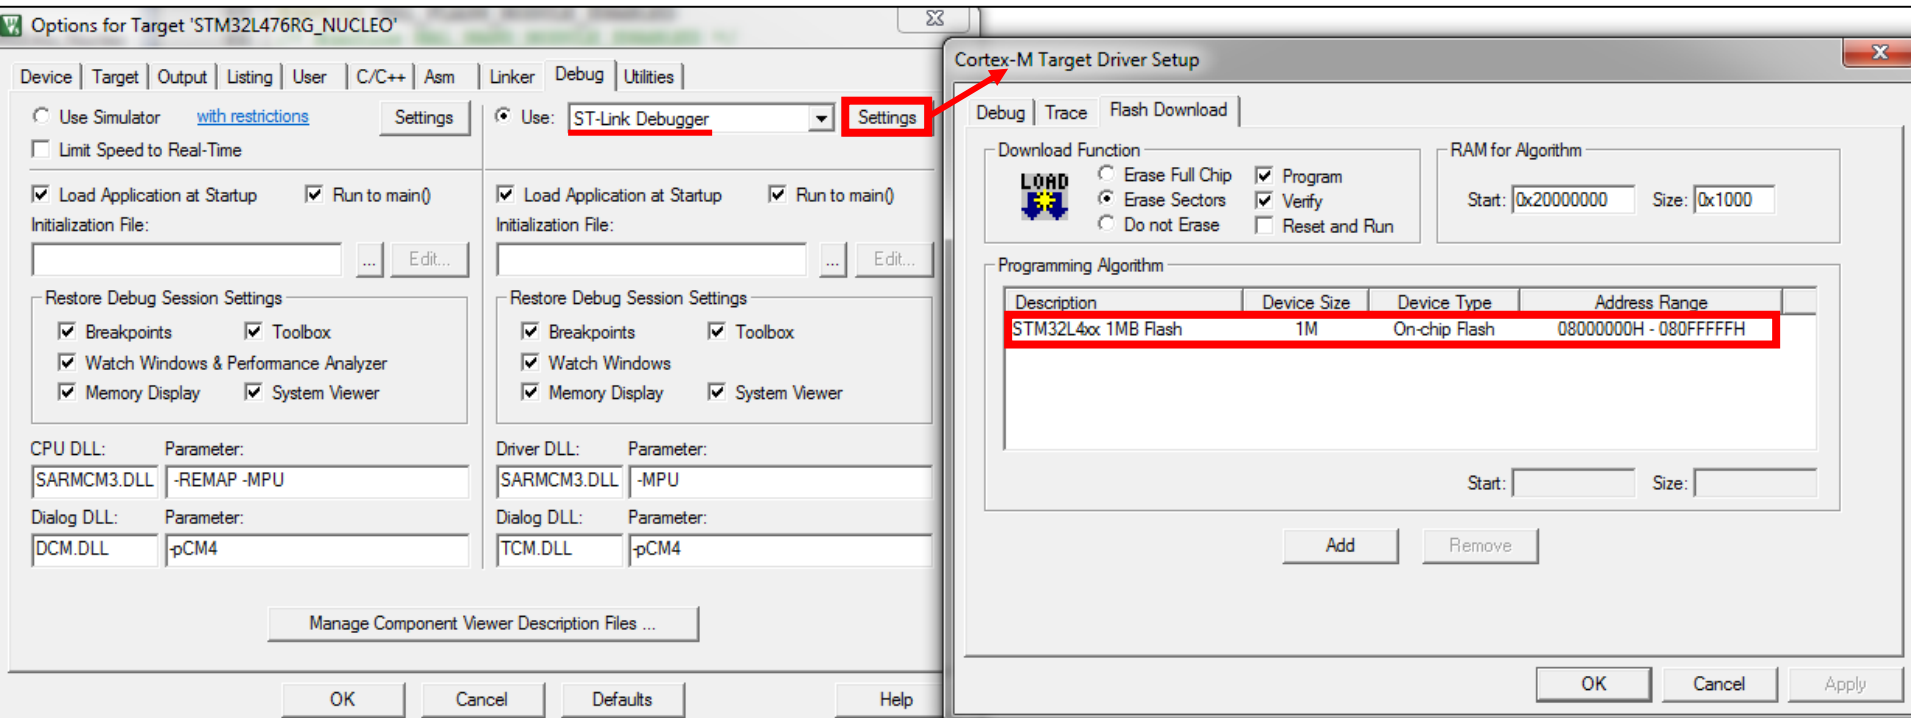 Options for Target 'STM32L476RG_NUCLEO'
Device Target Output Listing User C/C++ Asm Linker Debug Utilities
Use Simulator with restrictions Settings
Limit Speed to Real-Time
Load Application at Startup Run to main()
Initialization File:
... Edit...
Restore Debug Session Settings
Breakpoints Toolbox
Watch Windows & Performance Analyzer
Memory Display System Viewer
CPU DLL: Parameter:
SARMCM3.DLL -REMAP -MPU
Dialog DLL: Parameter:
DCM.DLL -pCM4
Use: ST-Link Debugger Settings
Load Application at Startup Run to main()
Initialization File:
... Edit...
Restore Debug Session Settings
Breakpoints Toolbox
Watch Windows
Memory Display System Viewer
Driver DLL: Parameter:
SARMCM3.DLL -MPU
Dialog DLL: Parameter:
TCM.DLL -pCM4
Manage Component Viewer Description Files ...
OK Cancel Defaults Help
Cortex-M Target Driver Setup
Debug Trace Flash Download
Download Function
LOAD
Erase Full Chip Program
Erase Sectors Verify
Do not Erase Reset and Run
RAM for Algorithm
Start: 0x20000000 Size: 0x1000
Programming Algorithm
Description Device Size Device Type Address Range
STM32L4xx 1MB Flash 1M On-chip Flash 08000000H - 080FFFFFH
Start: Size:
Add Remove
OK Cancel Apply